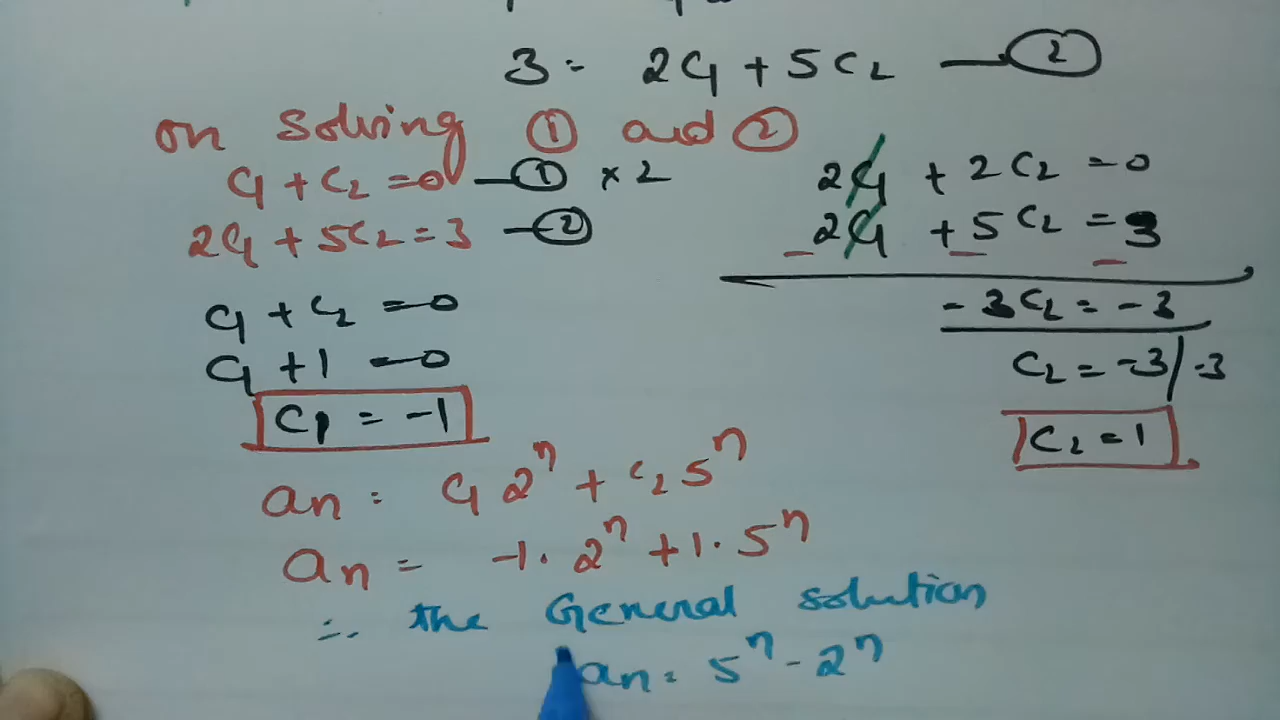 3 = 2C1 + 5C2 — ②
on solving ① and ②
C1 + C2 = 0 — ① × 2
2C1 + 5C2 = 3 — ②
2C1 + 2C2 = 0
2C1 + 5C2 = 3
- - -
- 3C2 = - 3
C2 = -3/-3
C2 = 1
C1 + C2 = 0
C1 + 1 = 0
C1 = -1
an = C1 2^n + C2 5^n
an = -1 · 2^n + 1 · 5^n
∴ the General solution
an = 5^n - 2^n